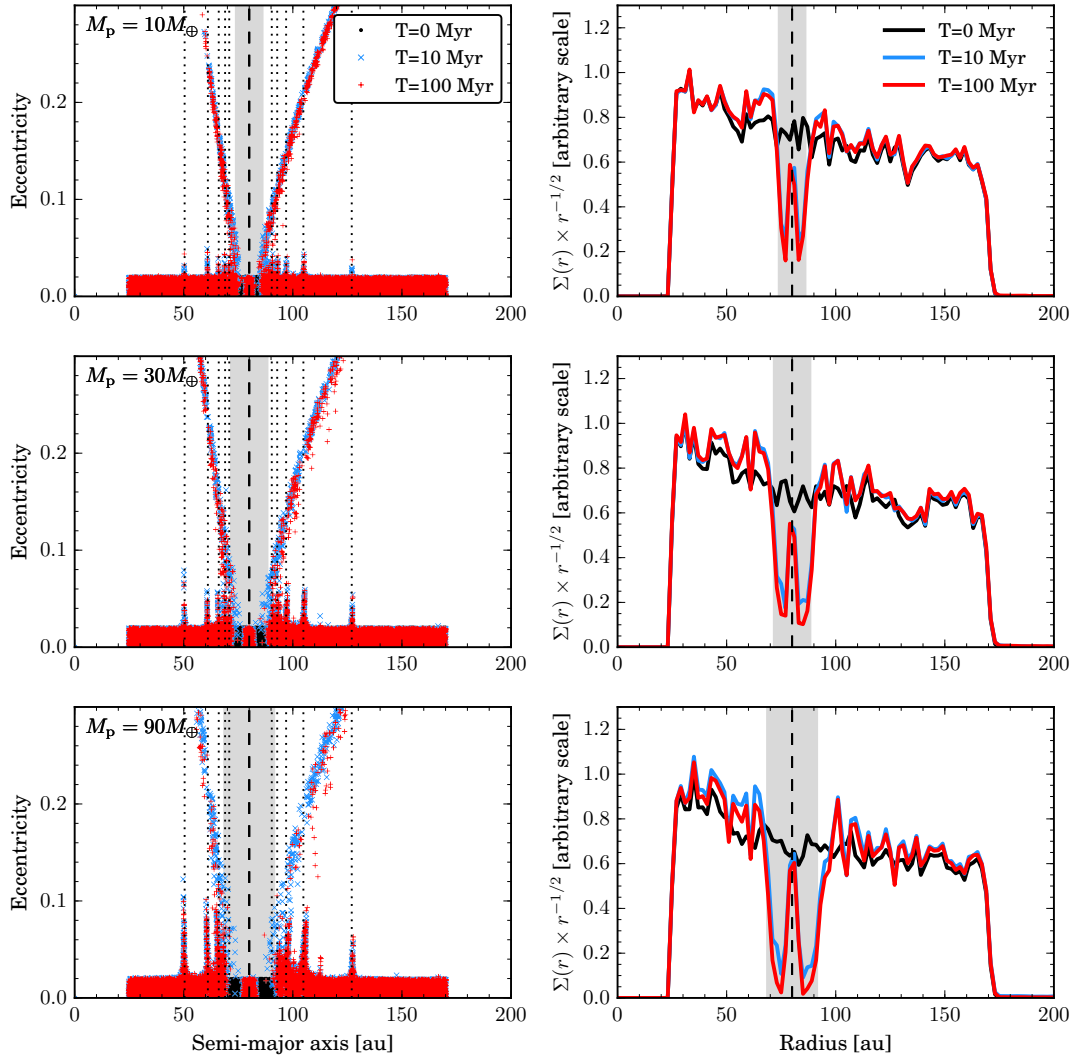 M_p = 10M_⊕
T=0 Myr
T=10 Myr
T=100 Myr
Eccentricity
0.0 0.1 0.2
0 50 100 150 200
Σ(r) × r^{-1/2} [arbitrary scale]
T=0 Myr
T=10 Myr
T=100 Myr
0.0 0.2 0.4 0.6 0.8 1.0 1.2
0 50 100 150 200
M_p = 30M_⊕
Eccentricity
0.0 0.1 0.2
0 50 100 150 200
Σ(r) × r^{-1/2} [arbitrary scale]
0.0 0.2 0.4 0.6 0.8 1.0 1.2
0 50 100 150 200
M_p = 90M_⊕
Eccentricity
0.0 0.1 0.2
0 50 100 150 200
Semi-major axis [au]
Σ(r) × r^{-1/2} [arbitrary scale]
0.0 0.2 0.4 0.6 0.8 1.0 1.2
0 50 100 150 200
Radius [au]